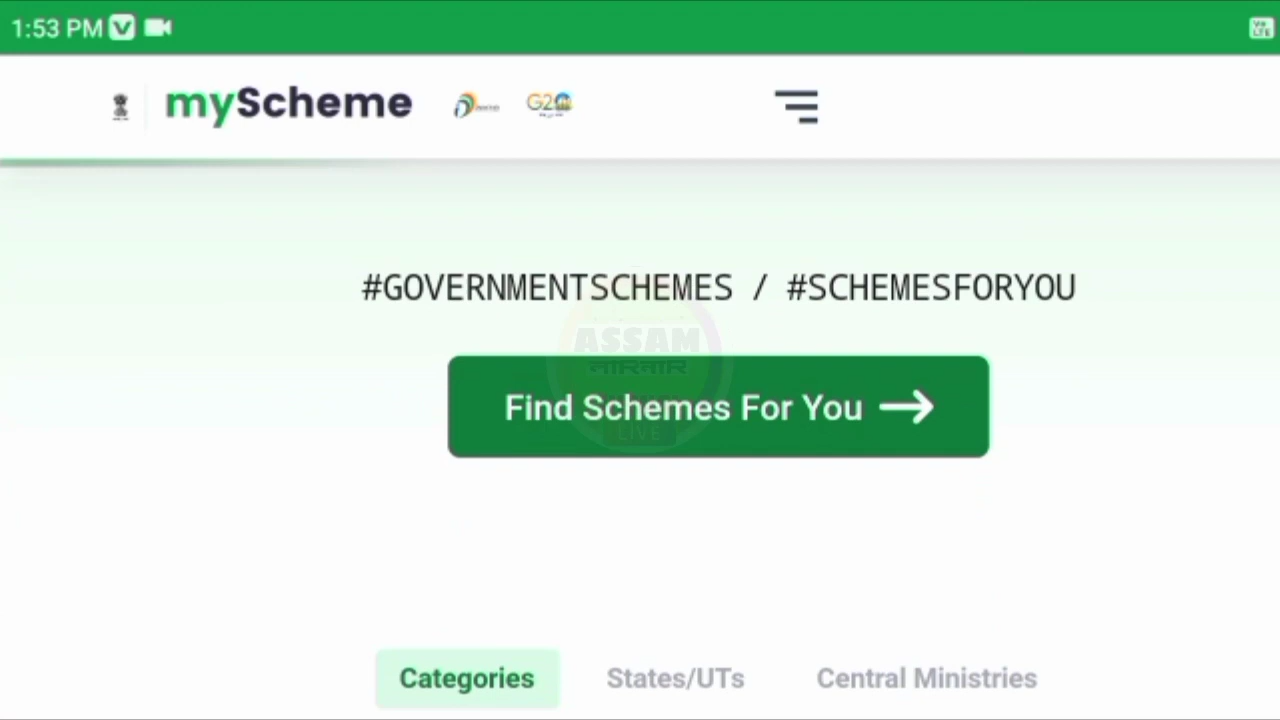 1:53 PM
myScheme
G20
#GOVERNMENTSCHEMES / #SCHEMESFORYOU
ASSAM
Find Schemes For You
LIVE
Categories States/UTs Central Ministries